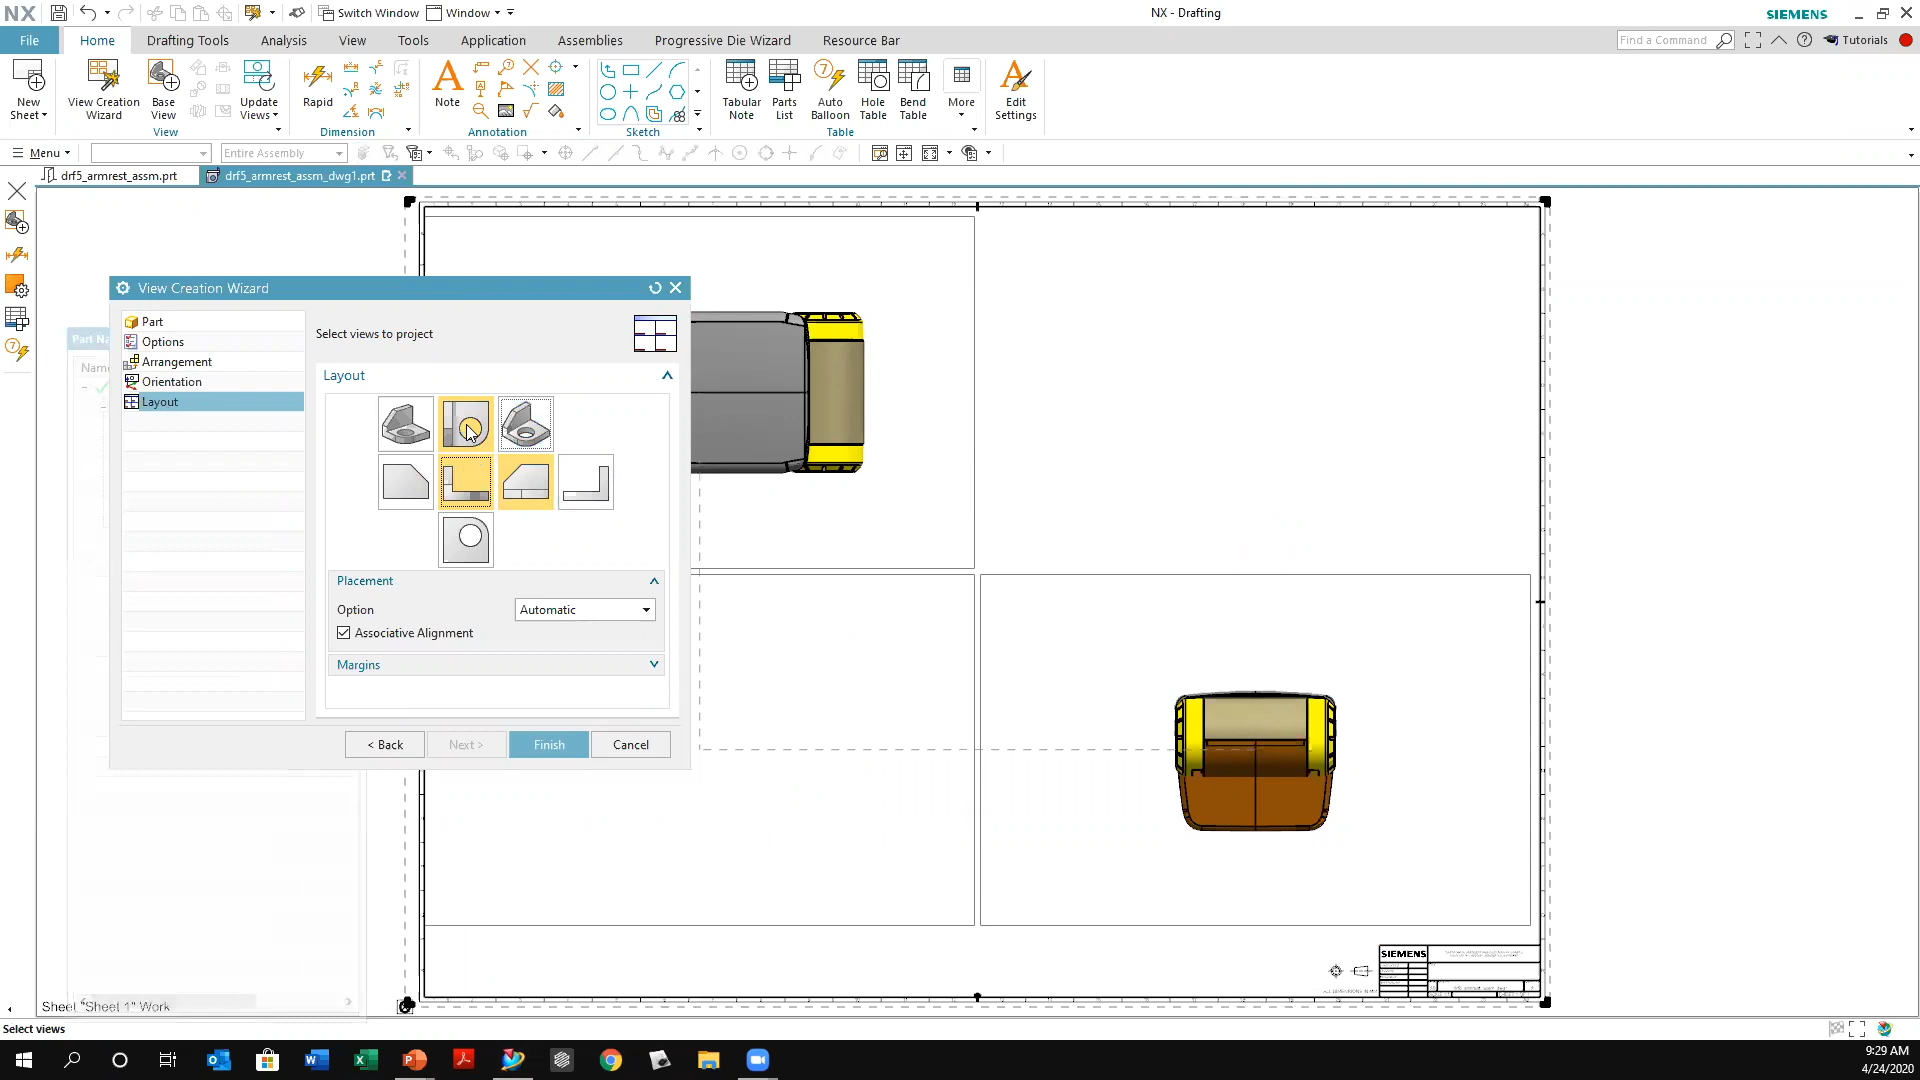 NX
Switch Window
Window
NX - Drafting
SIEMENS
File
Home
Drafting Tools
Analysis
View
Tools
Application
Assemblies
Progressive Die Wizard
Resource Bar
Find a Command
Tutorials
New Sheet
View Creation Wizard
Base View
Update Views
Rapid
Note
Tabular Note
Parts List
Auto Balloon
Hole Table
Bend Table
More
Edit Settings
View
Dimension
Annotation
Sketch
Table
Menu
Entire Assembly
drf5_armrest_assm.prt
drf5_armrest_assm_dwg1.prt
View Creation Wizard
Part
Options
Arrangement
Orientation
Layout
Select views to project
Layout
Placement
Option
Automatic
Associative Alignment
Margins
< Back
Next >
Finish
Cancel
SIEMENS
Sheet "Sheet 1" Work
Select views
9:29 AM
4/24/2020